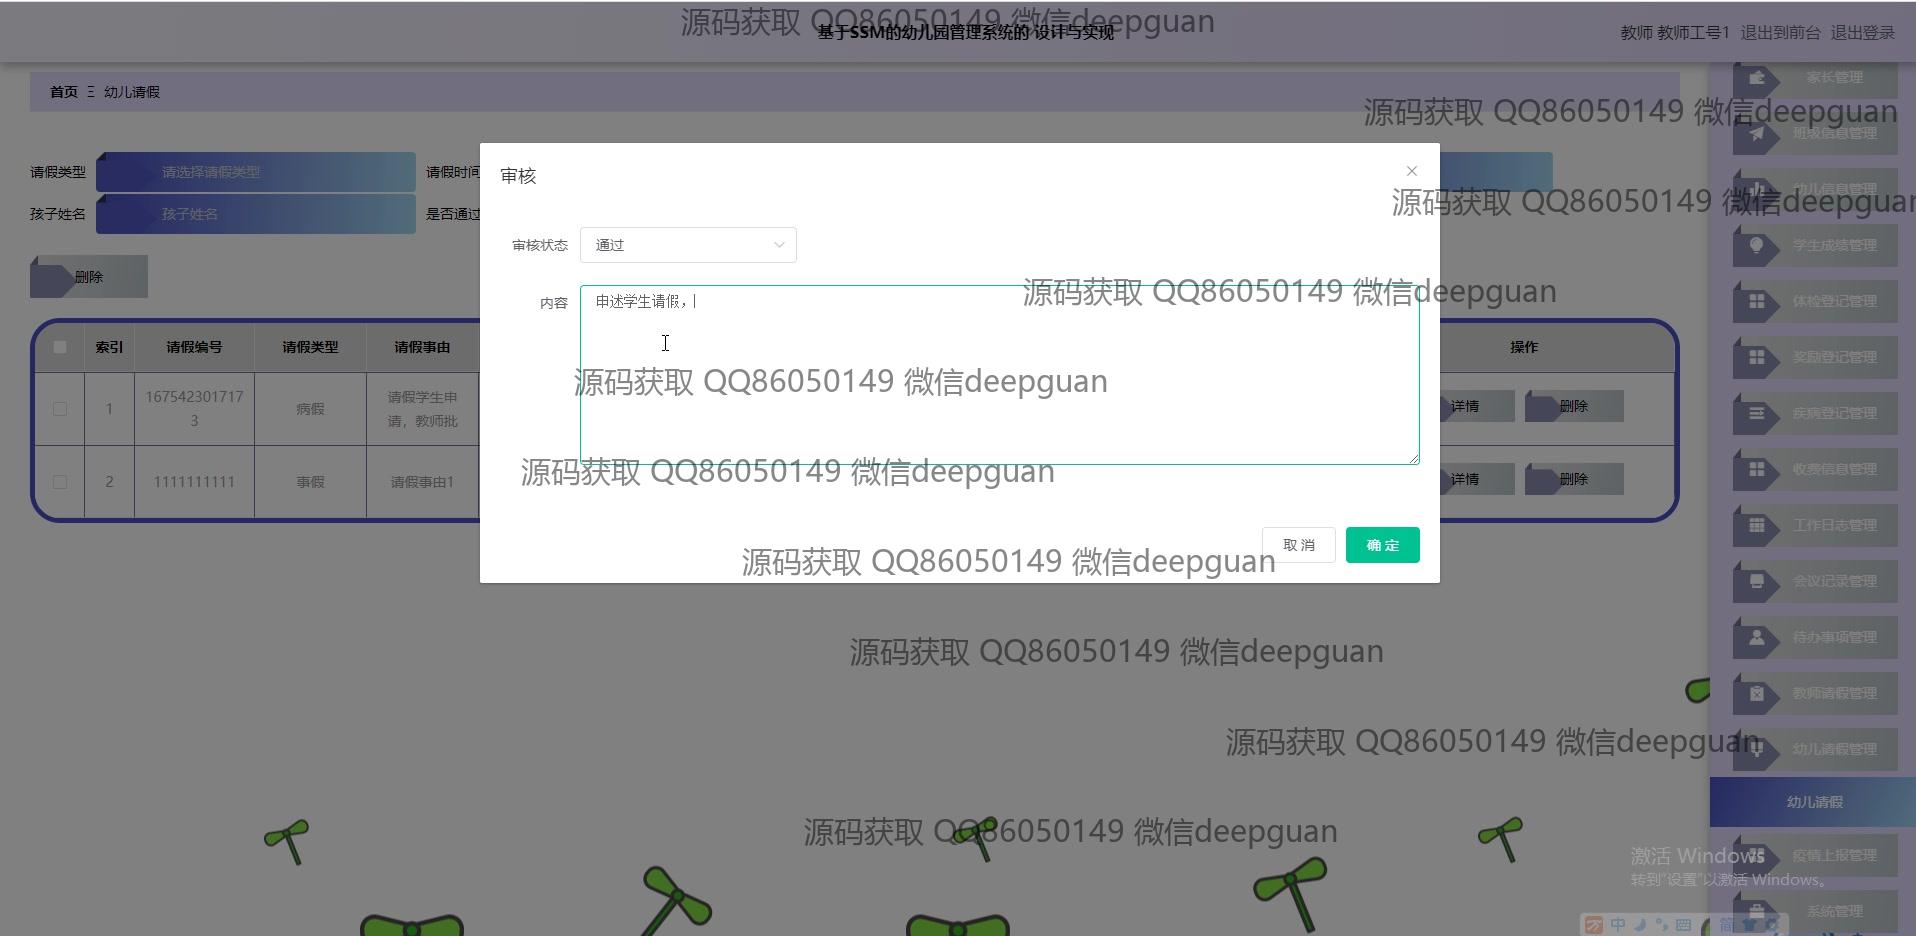 源码获取 QQ86050149 微信deepguan
基于SSM的幼儿园管理系统的 设计与实现
教师 教师工号1 退出到前台 退出登录
首页 Ξ 幼儿请假
家长管理
源码获取 QQ86050149 微信deepguan
班级信息管理
请假类型 请选择请假类型 请假时间
审核
幼儿信息管理
源码获取 QQ86050149 微信deepguan
孩子姓名 孩子姓名 是否通过
审核状态 通过
学生成绩管理
删除
内容 申述学生请假，
源码获取 QQ86050149 微信deepguan
体检登记管理
索引 请假编号 请假类型 请假事由 操作
奖励登记管理
源码获取 QQ86050149 微信deepguan
1 167542301717
3 病假 请假学生申
请，教师批 详情 删除
疾病登记管理
源码获取 QQ86050149 微信deepguan
2 1111111111 事假 请假事由1 详情 删除
收费信息管理
工作日志管理
取 消 确 定
源码获取 QQ86050149 微信deepguan
会议记录管理
待办事项管理
源码获取 QQ86050149 微信deepguan
教师请假管理
源码获取 QQ86050149 微信deepguan
幼儿请假管理
幼儿请假
源码获取 QQ86050149 微信deepguan
激活 Windows
疫情上报管理
转到"设置"以激活 Windows。
系统管理
中 简